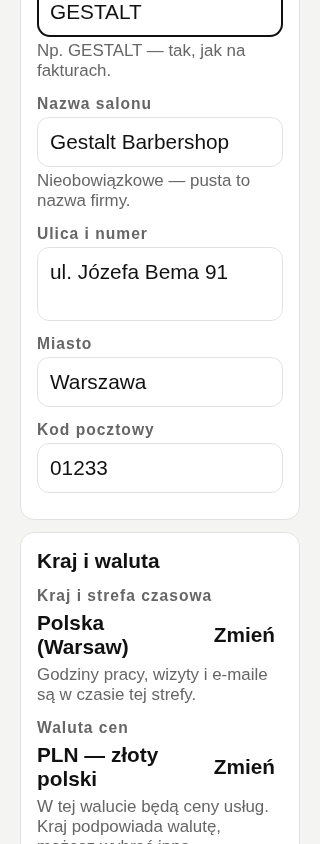 GESTALT
Np. GESTALT — tak, jak na
fakturach.
Nazwa salonu
Gestalt Barbershop
Nieobowiązkowe — pusta to
nazwa firmy.
Ulica i numer
ul. Józefa Bema 91
Miasto
Warszawa
Kod pocztowy
01233
Kraj i waluta
Kraj i strefa czasowa
Polska
(Warsaw)
Zmień
Godziny pracy, wizyty i e-maile
są w czasie tej strefy.
Waluta cen
PLN — złoty
polski
Zmień
W tej walucie będą ceny usług.
Kraj podpowiada walutę,
możesz wybrać inną.